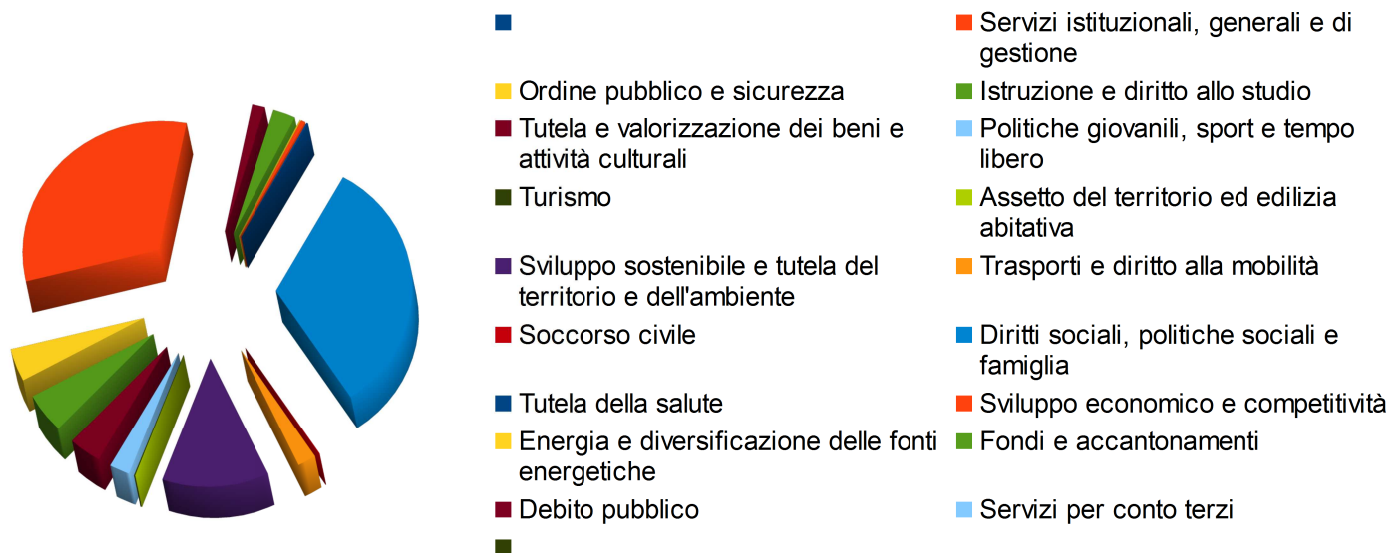 Servizi istituzionali, generali e di
gestione
Ordine pubblico e sicurezza
Istruzione e diritto allo studio
Tutela e valorizzazione dei beni e
attività culturali
Politiche giovanili, sport e tempo
libero
Turismo
Assetto del territorio ed edilizia
abitativa
Sviluppo sostenibile e tutela del
territorio e dell'ambiente
Trasporti e diritto alla mobilità
Soccorso civile
Diritti sociali, politiche sociali e
famiglia
Tutela della salute
Sviluppo economico e competitività
Energia e diversificazione delle fonti
energetiche
Fondi e accantonamenti
Debito pubblico
Servizi per conto terzi